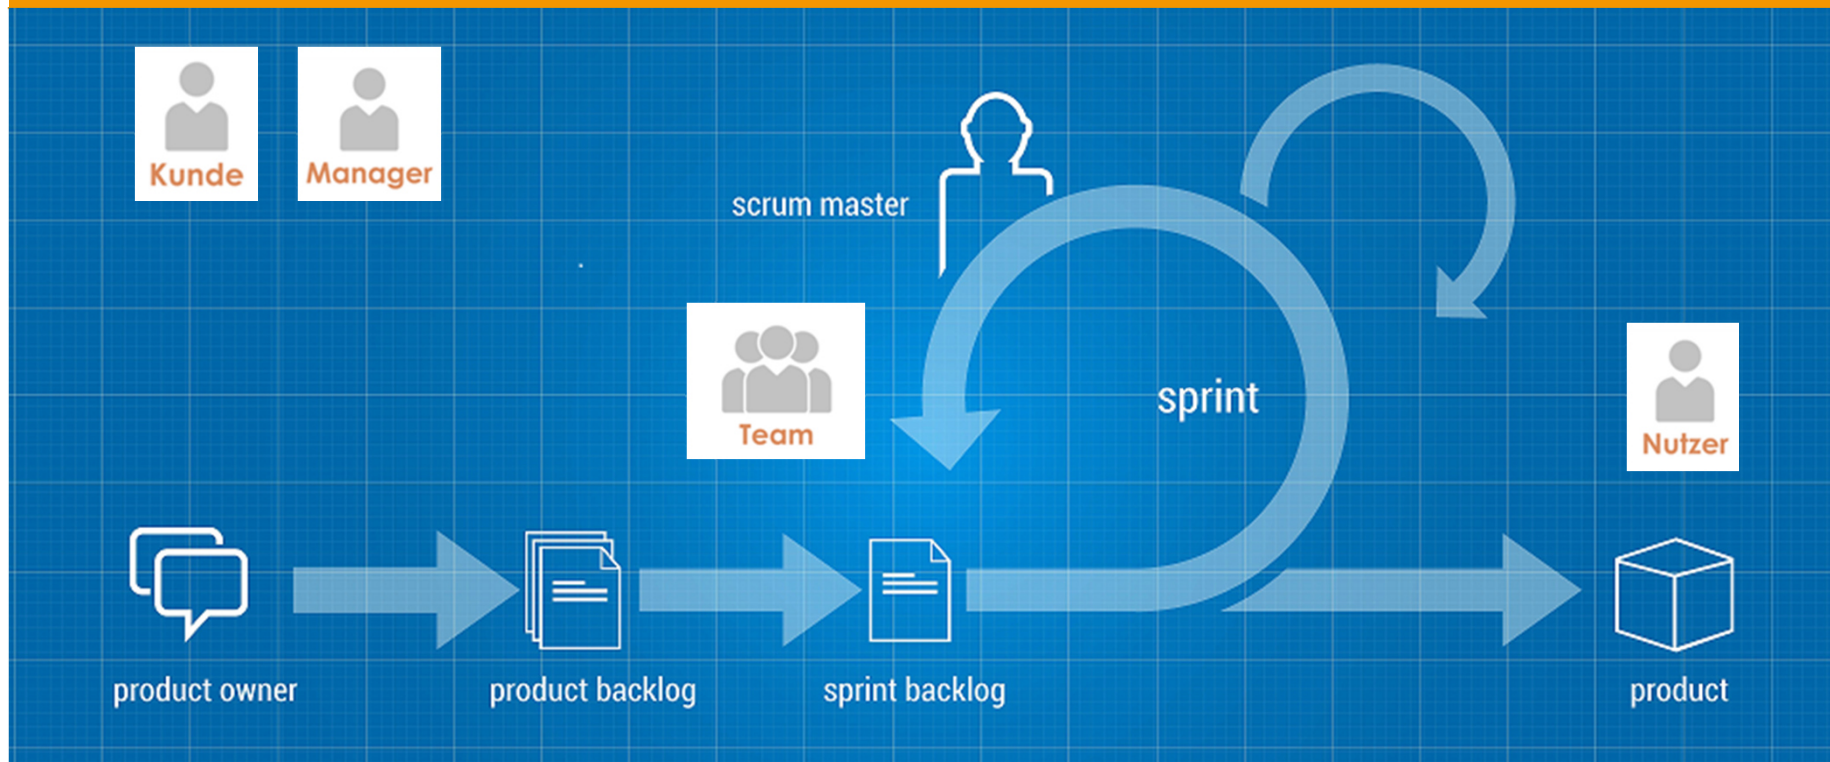 Kunde
Manager
scrum master
Team
sprint
Nutzer
product owner
product backlog
sprint backlog
product